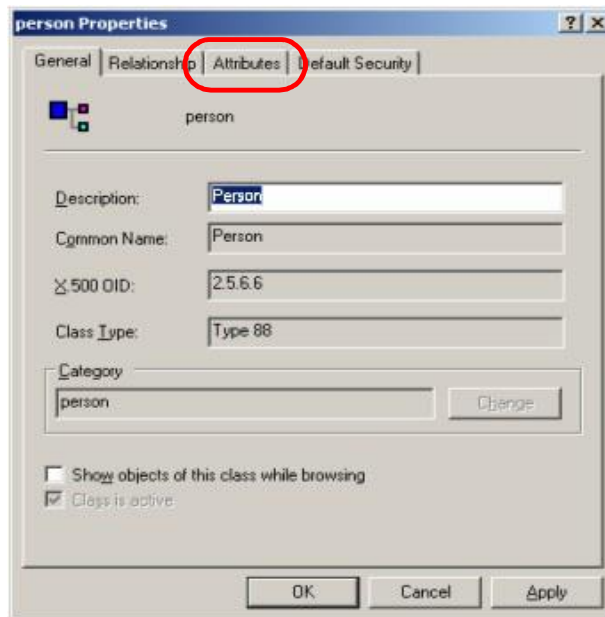 person Properties ? ×
General Relationship Attributes Default Security
person
Description: Person
Common Name: Person
X.500 OID: 2.5.6.6
Class Type: Type 88
Category
person Change
Show objects of this class while browsing
Class is active
OK Cancel Apply